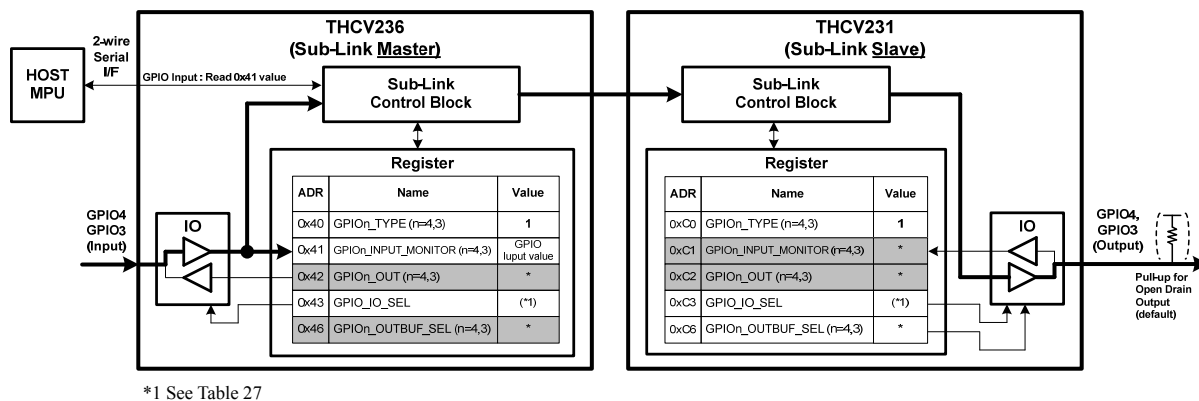 THCV236
(Sub-Link Master)
THCV231
(Sub-Link Slave)
HOST
MPU
2-wire
Serial
I/F
GPIO Input : Read 0x41 value
Sub-Link
Control Block
Sub-Link
Control Block
Register
ADR Name Value
0x40 GPIOn_TYPE (n=4,3) 1
0x41 GPIOn_INPUT_MONITOR (n=4,3) GPIO
Iuput value
0x42 GPIOn_OUT (n=4,3) *
0x43 GPIO_IO_SEL (*1)
0x46 GPIOn_OUTBUF_SEL (n=4,3) *
GPIO4
GPIO3
(Input)
IO
Register
ADR Name Value
0xC0 GPIOn_TYPE (n=4,3) 1
0xC1 GPIOn_INPUT_MONITOR (n=4,3) *
0xC2 GPIOn_OUT (n=4,3) *
0xC3 GPIO_IO_SEL (*1)
0xC6 GPIOn_OUTBUF_SEL (n=4,3) *
IO
GPIO4,
GPIO3
(Output)
Pull-up for
Open Drain
Output
(default)
*1 See Table 27